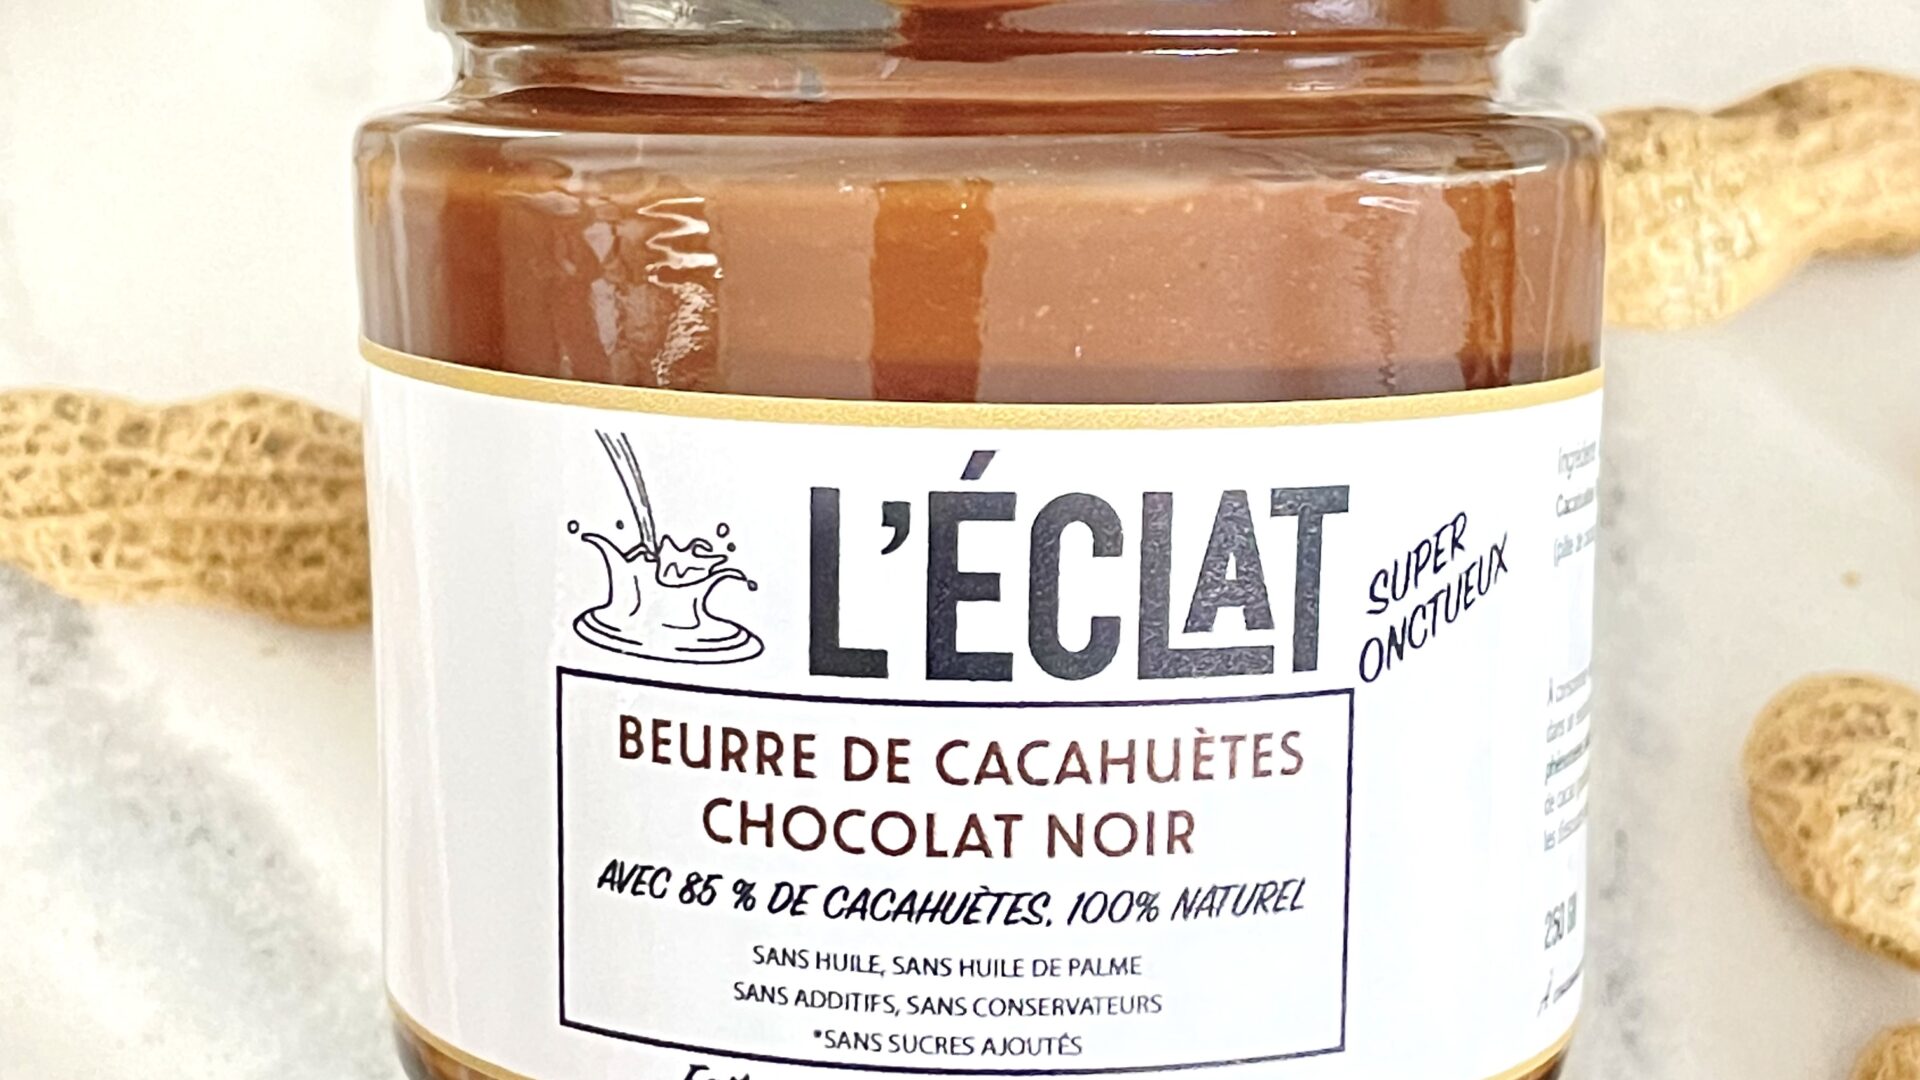 L'ÉCLAT
SUPER
ONCTUEUX
BEURRE DE CACAHUÈTES
CHOCOLAT NOIR
AVEC 85 % DE CACAHUÈTES, 100% NATUREL
SANS HUILE, SANS HUILE DE PALME
SANS ADDITIFS, SANS CONSERVATEURS
*SANS SUCRES AJOUTÉS
250